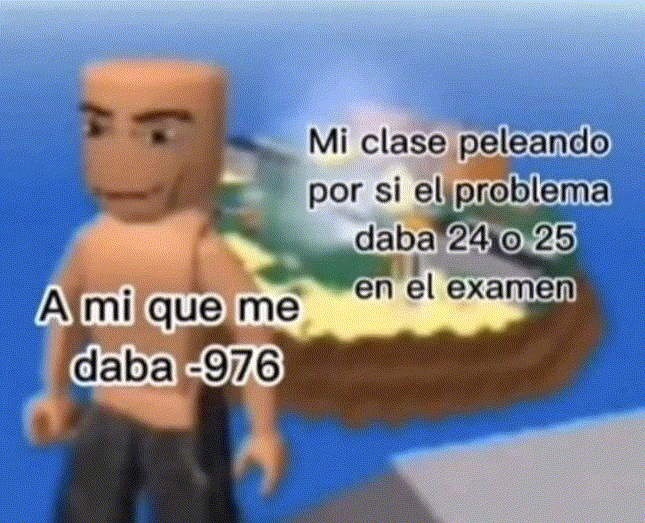 Mi clase peleando
por si el problema
daba 24 o 25
en el examen
A mi que me
daba -976